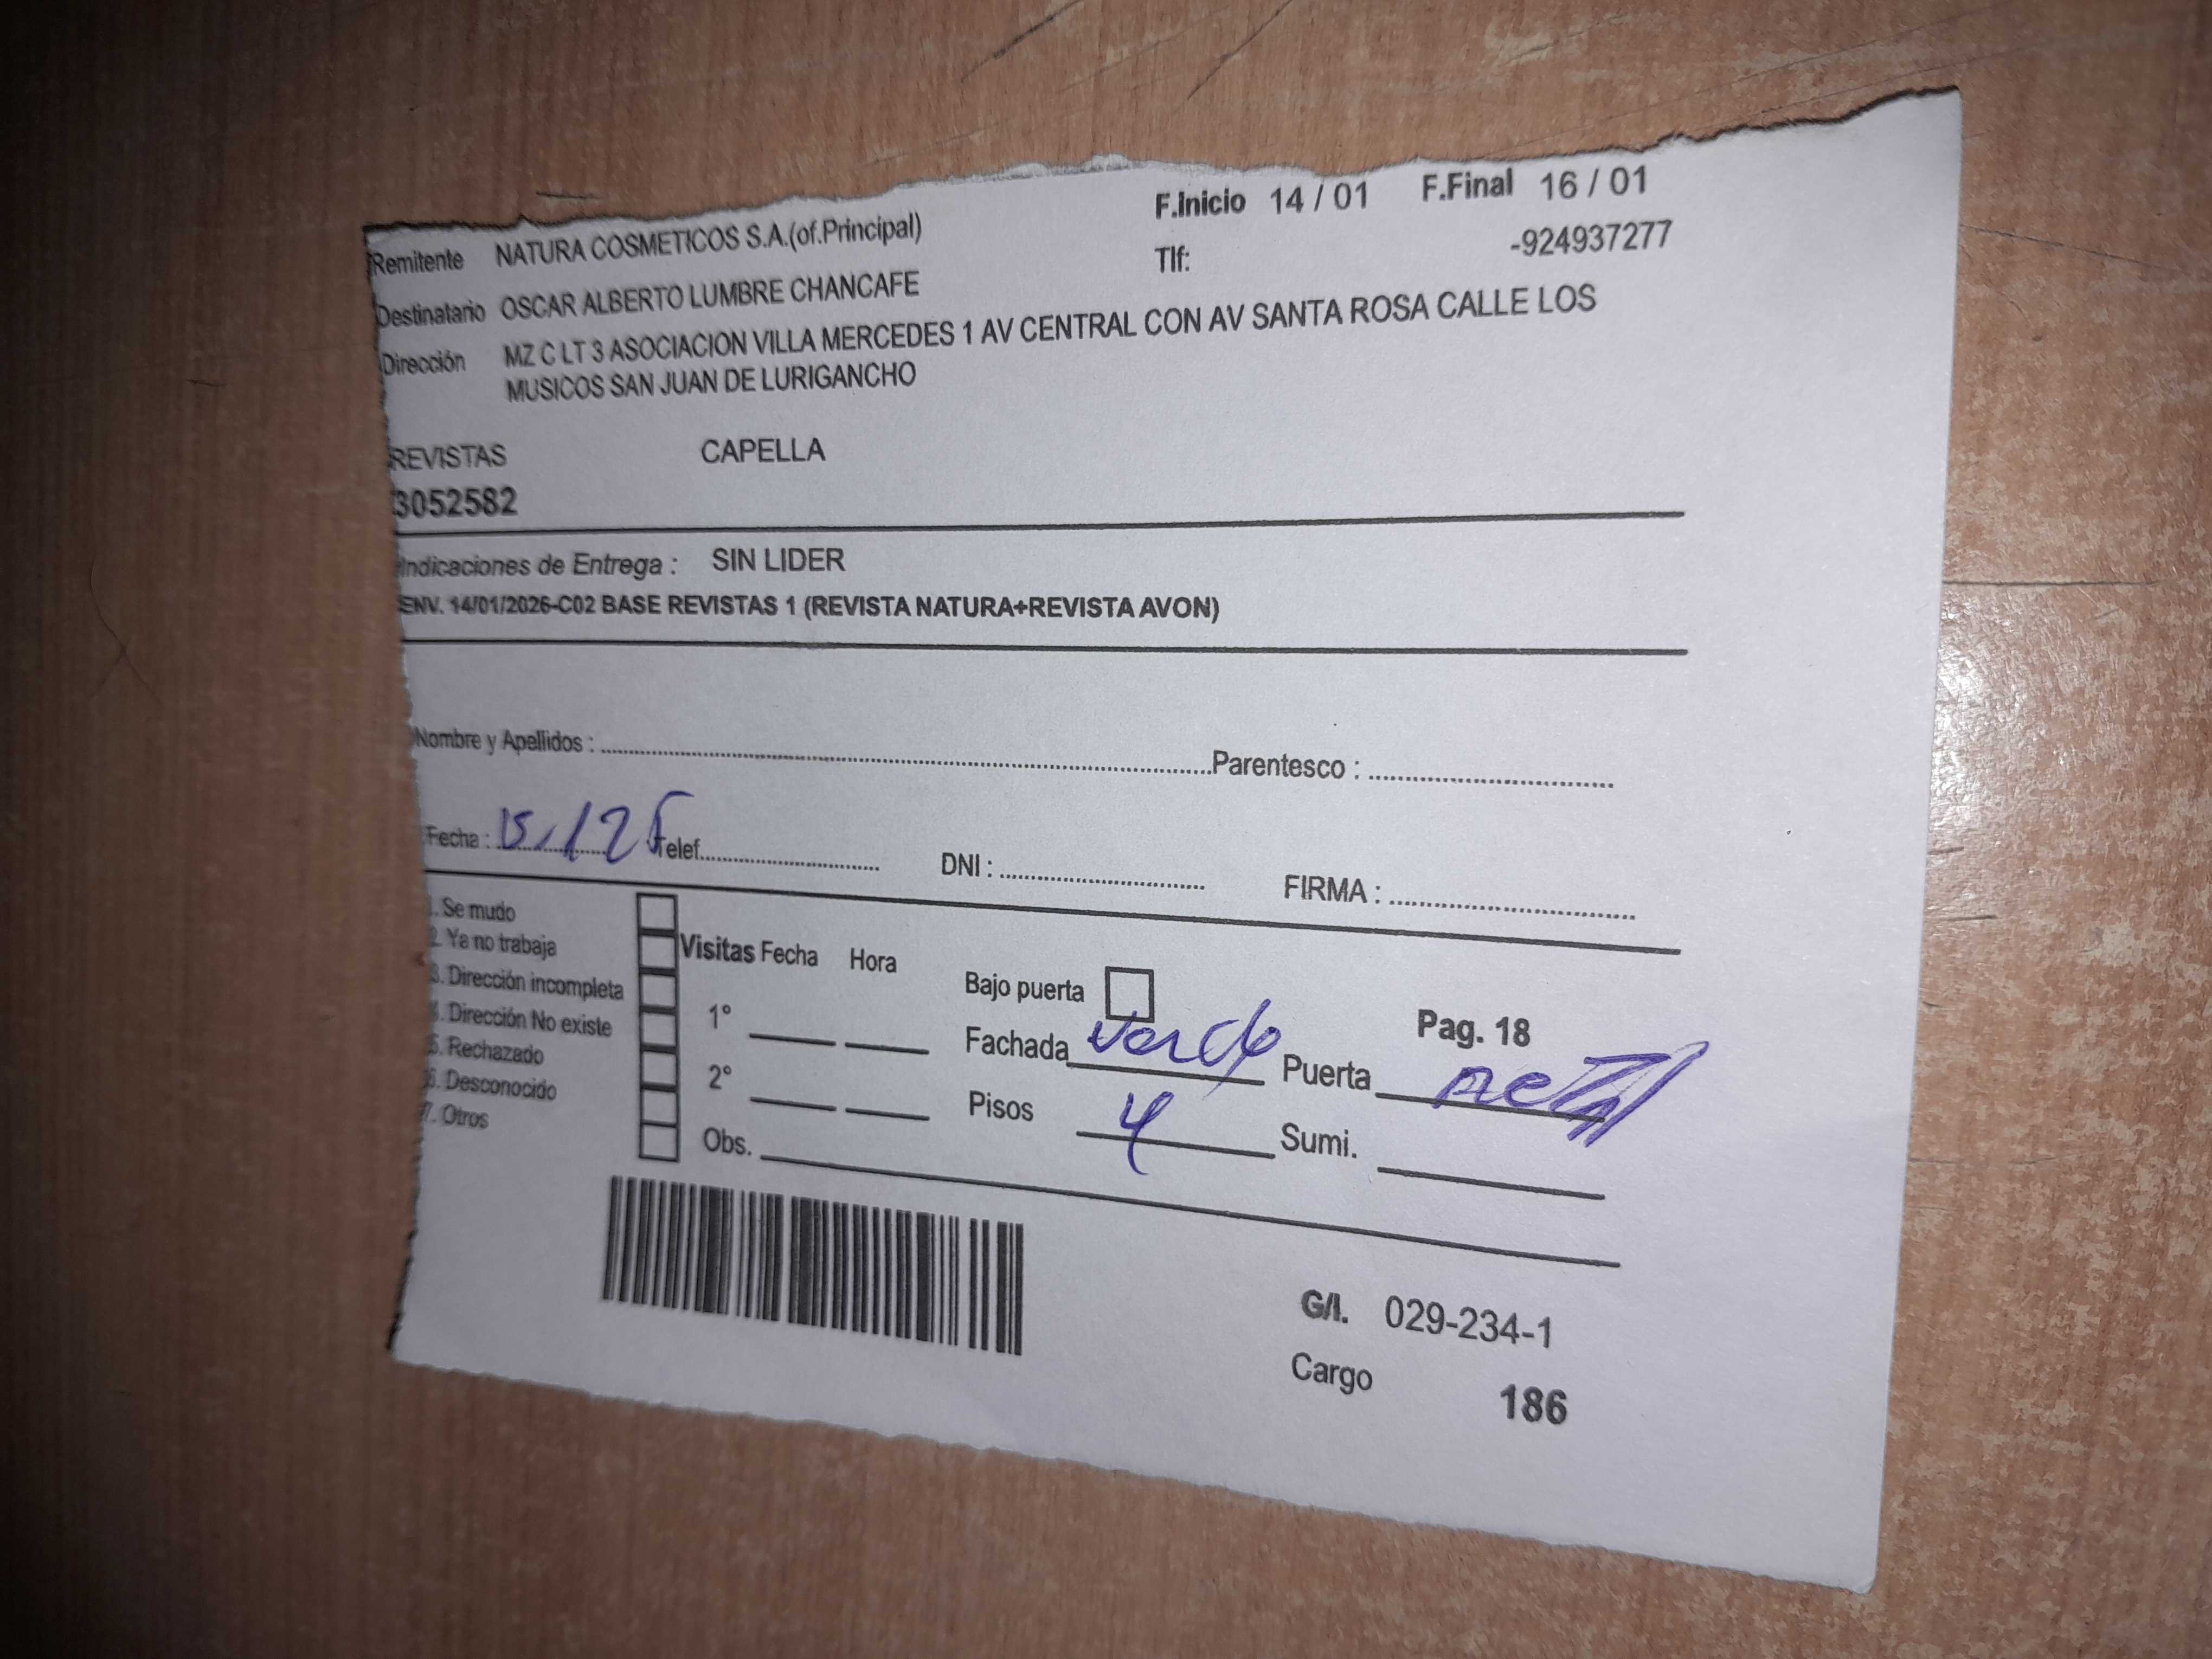 F.Inicio 14 / 01 F.Final 16 / 01
Remitente NATURA COSMETICOS S.A.(of.Principal) Tlf: -924937277
Destinatario OSCAR ALBERTO LUMBRE CHANCAFE
Dirección MZ C LT 3 ASOCIACION VILLA MERCEDES 1 AV CENTRAL CON AV SANTA ROSA CALLE LOS
MUSICOS SAN JUAN DE LURIGANCHO
REVISTAS CAPELLA
3052582
Indicaciones de Entrega : SIN LIDER
ENV. 14/01/2026-C02 BASE REVISTAS 1 (REVISTA NATURA+REVISTA AVON)
Nombre y Apellidos : Parentesco :
Fecha : Telef. DNI : FIRMA :
1. Se mudo
2. Ya no trabaja
3. Dirección incompleta
4. Dirección No existe
5. Rechazado
6. Desconocido
7. Otros
Visitas Fecha Hora
1°
2°
Obs.
Bajo puerta
Pag. 18
Fachada verde Puerta metal
Pisos 4 Sumi.
G/I. 029-234-1
Cargo 186